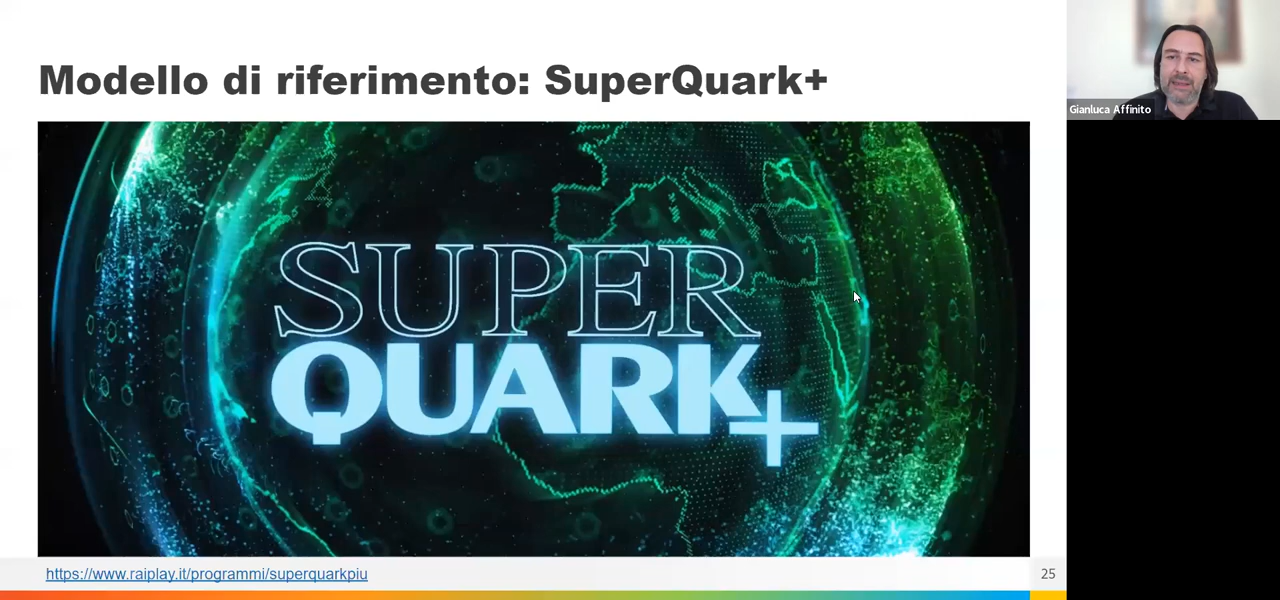 Modello di riferimento: SuperQuark+
Gianluca Affinito
SUPER
QUARK+
https://www.raiplay.it/programmi/superquarkpiu
25